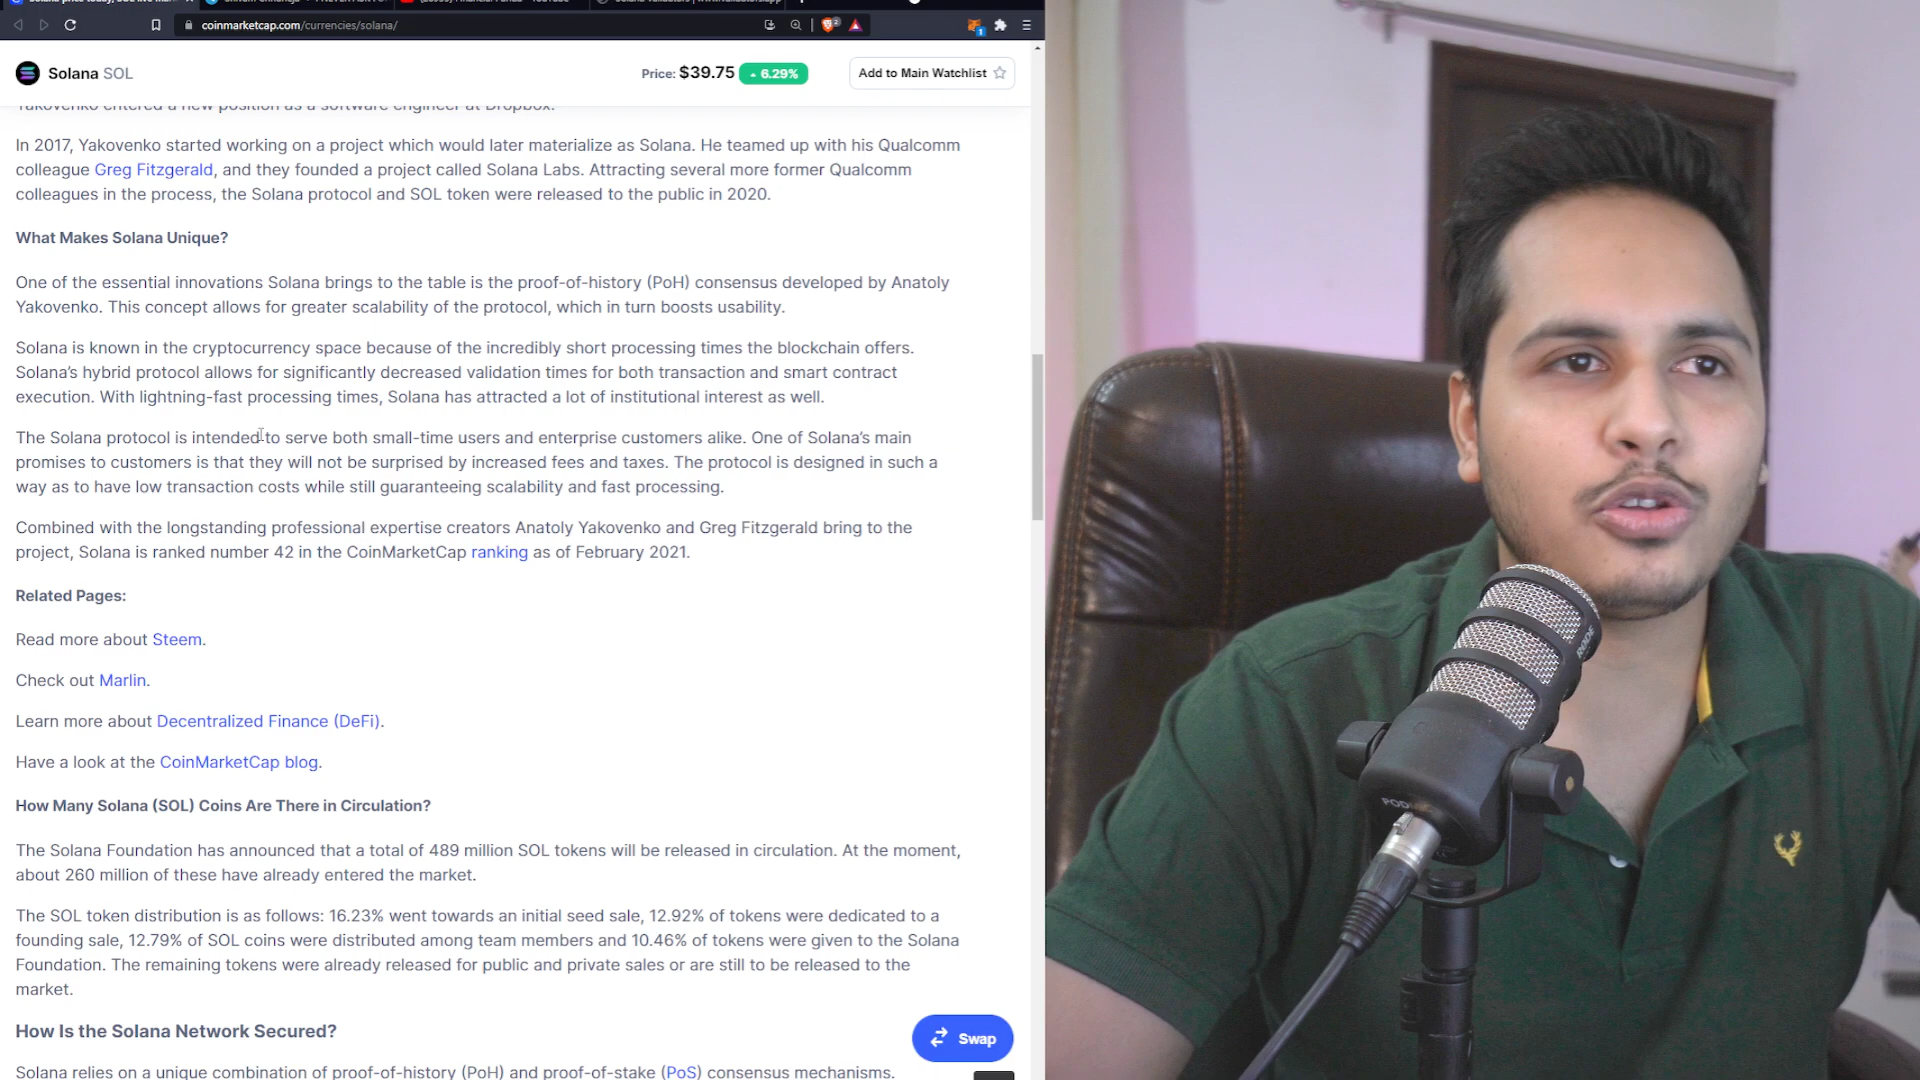 coinmarketcap.com/currencies/solana/
Solana SOL
Price: $39.75 6.29%
Add to Main Watchlist
Yakovenko entered a new position as a software engineer at Dropbox.
In 2017, Yakovenko started working on a project which would later materialize as Solana. He teamed up with his Qualcomm
colleague Greg Fitzgerald, and they founded a project called Solana Labs. Attracting several more former Qualcomm
colleagues in the process, the Solana protocol and SOL token were released to the public in 2020.
What Makes Solana Unique?
One of the essential innovations Solana brings to the table is the proof-of-history (PoH) consensus developed by Anatoly
Yakovenko. This concept allows for greater scalability of the protocol, which in turn boosts usability.
Solana is known in the cryptocurrency space because of the incredibly short processing times the blockchain offers.
Solana's hybrid protocol allows for significantly decreased validation times for both transaction and smart contract
execution. With lightning-fast processing times, Solana has attracted a lot of institutional interest as well.
The Solana protocol is intended to serve both small-time users and enterprise customers alike. One of Solana's main
promises to customers is that they will not be surprised by increased fees and taxes. The protocol is designed in such a
way as to have low transaction costs while still guaranteeing scalability and fast processing.
Combined with the longstanding professional expertise creators Anatoly Yakovenko and Greg Fitzgerald bring to the
project, Solana is ranked number 42 in the CoinMarketCap ranking as of February 2021.
Related Pages:
Read more about Steem.
Check out Marlin.
Learn more about Decentralized Finance (DeFi).
Have a look at the CoinMarketCap blog.
How Many Solana (SOL) Coins Are There in Circulation?
The Solana Foundation has announced that a total of 489 million SOL tokens will be released in circulation. At the moment,
about 260 million of these have already entered the market.
The SOL token distribution is as follows: 16.23% went towards an initial seed sale, 12.92% of tokens were dedicated to a
founding sale, 12.79% of SOL coins were distributed among team members and 10.46% of tokens were given to the Solana
Foundation. The remaining tokens were already released for public and private sales or are still to be released to the
market.
How Is the Solana Network Secured?
Swap
Solana relies on a unique combination of proof-of-history (PoH) and proof-of-stake (PoS) consensus mechanisms.
RODE